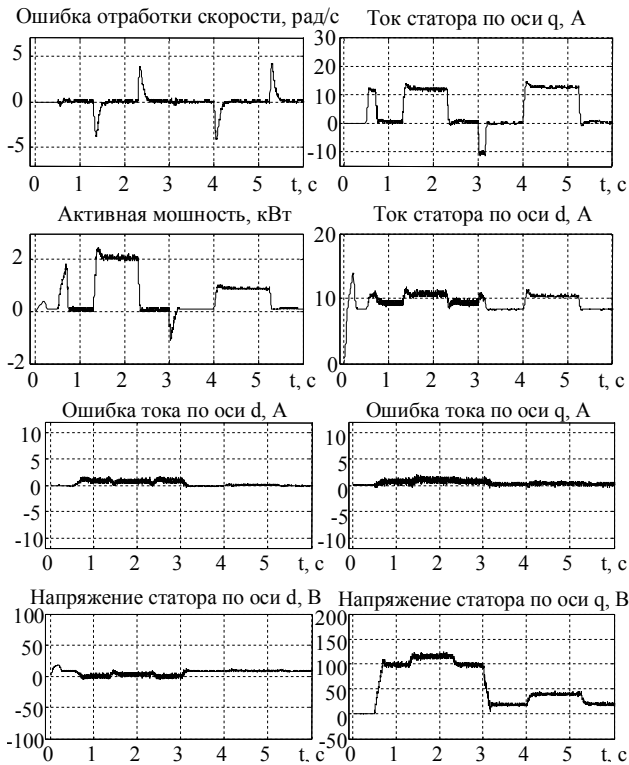 Ошибка отработки скорости, рад/с
5
0
-5
0 1 2 3 4 5 t, с
Ток статора по оси q, А
30
20
10
0
-10
0 1 2 3 4 5 t, с
Активная мошность, кВт
2
0
-2
0 1 2 3 4 5 t, с
Ток статора по оси d, А
20
10
0
0 1 2 3 4 5 t, с
Ошибка тока по оси d, А
10
5
0
-5
-10
0 1 2 3 4 5 t, с
Ошибка тока по оси q, А
10
5
0
-5
-10
0 1 2 3 4 5 t, с
Напряжение статора по оси d, В
100
50
0
-50
-100
0 1 2 3 4 5 t, с
Напряжение статора по оси q, В
200
150
100
50
0
-50
0 1 2 3 4 5 t, с